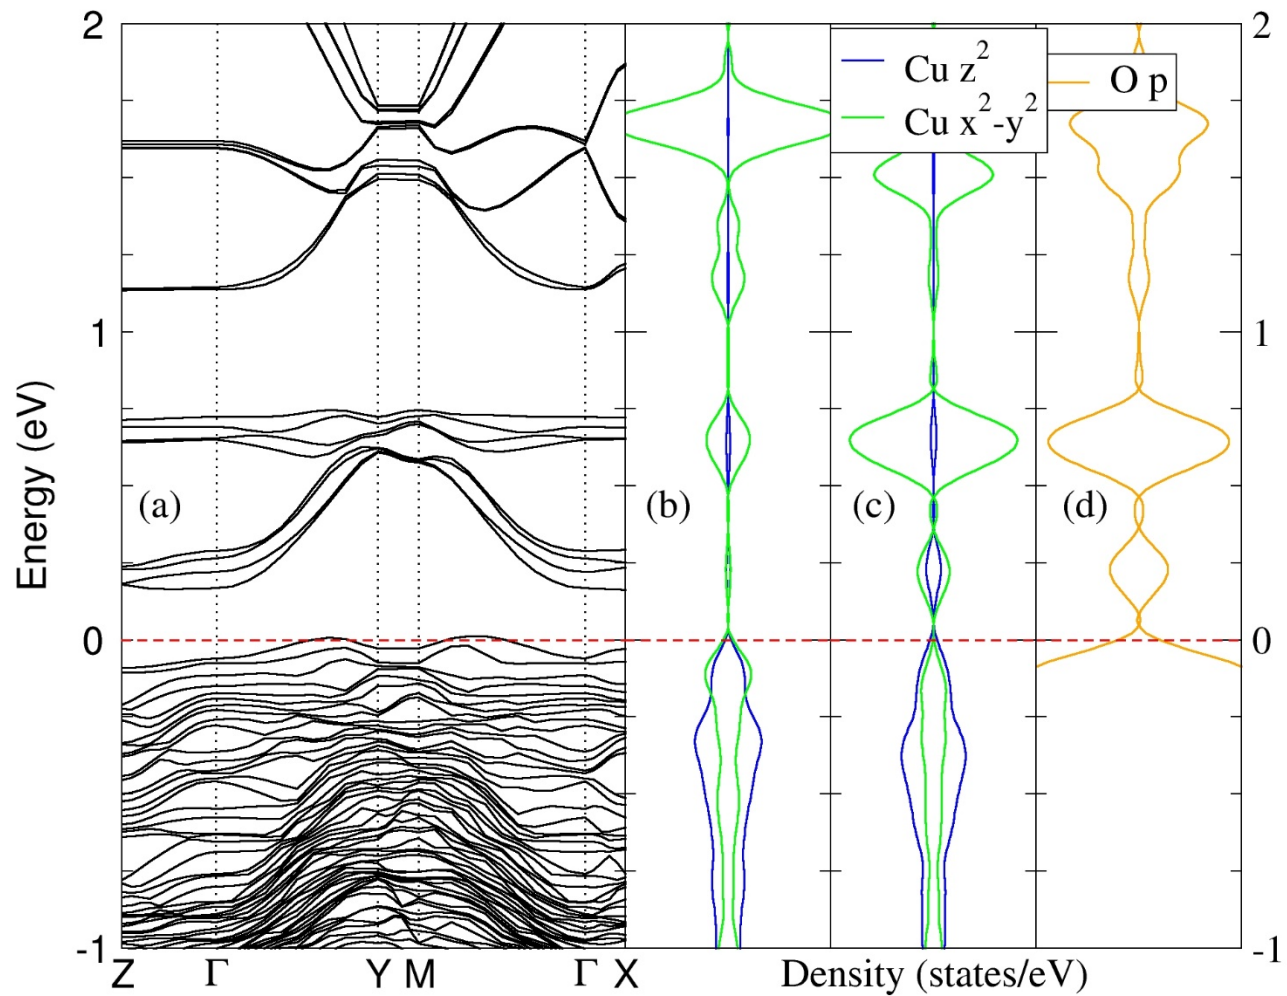 2
2
Cu z²
O p
Cu x²-y²
1
1
Energy (eV)
(a)
(b)
(c)
(d)
0
0
-1
-1
Z Γ Y M Γ X
Density (states/eV)